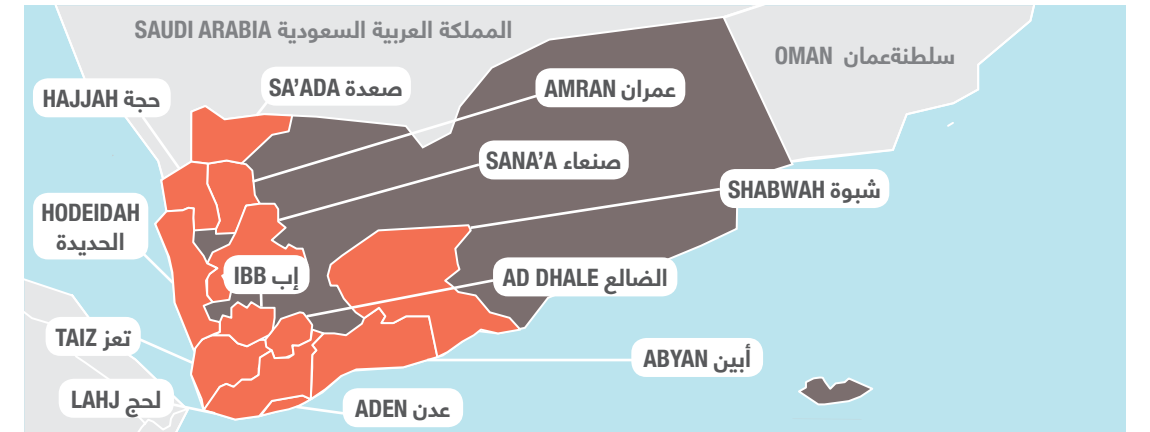 المملكة العربية السعودية SAUDI ARABIA
سلطنةعمان OMAN
صعدة SA'ADA
عمران AMRAN
حجة HAJJAH
صنعاء SANA'A
شبوة SHABWAH
HODEIDAH
الحديدة
إب IBB
الضالع AD DHALE
تعز TAIZ
أبين ABYAN
لحج LAHJ
عدن ADEN